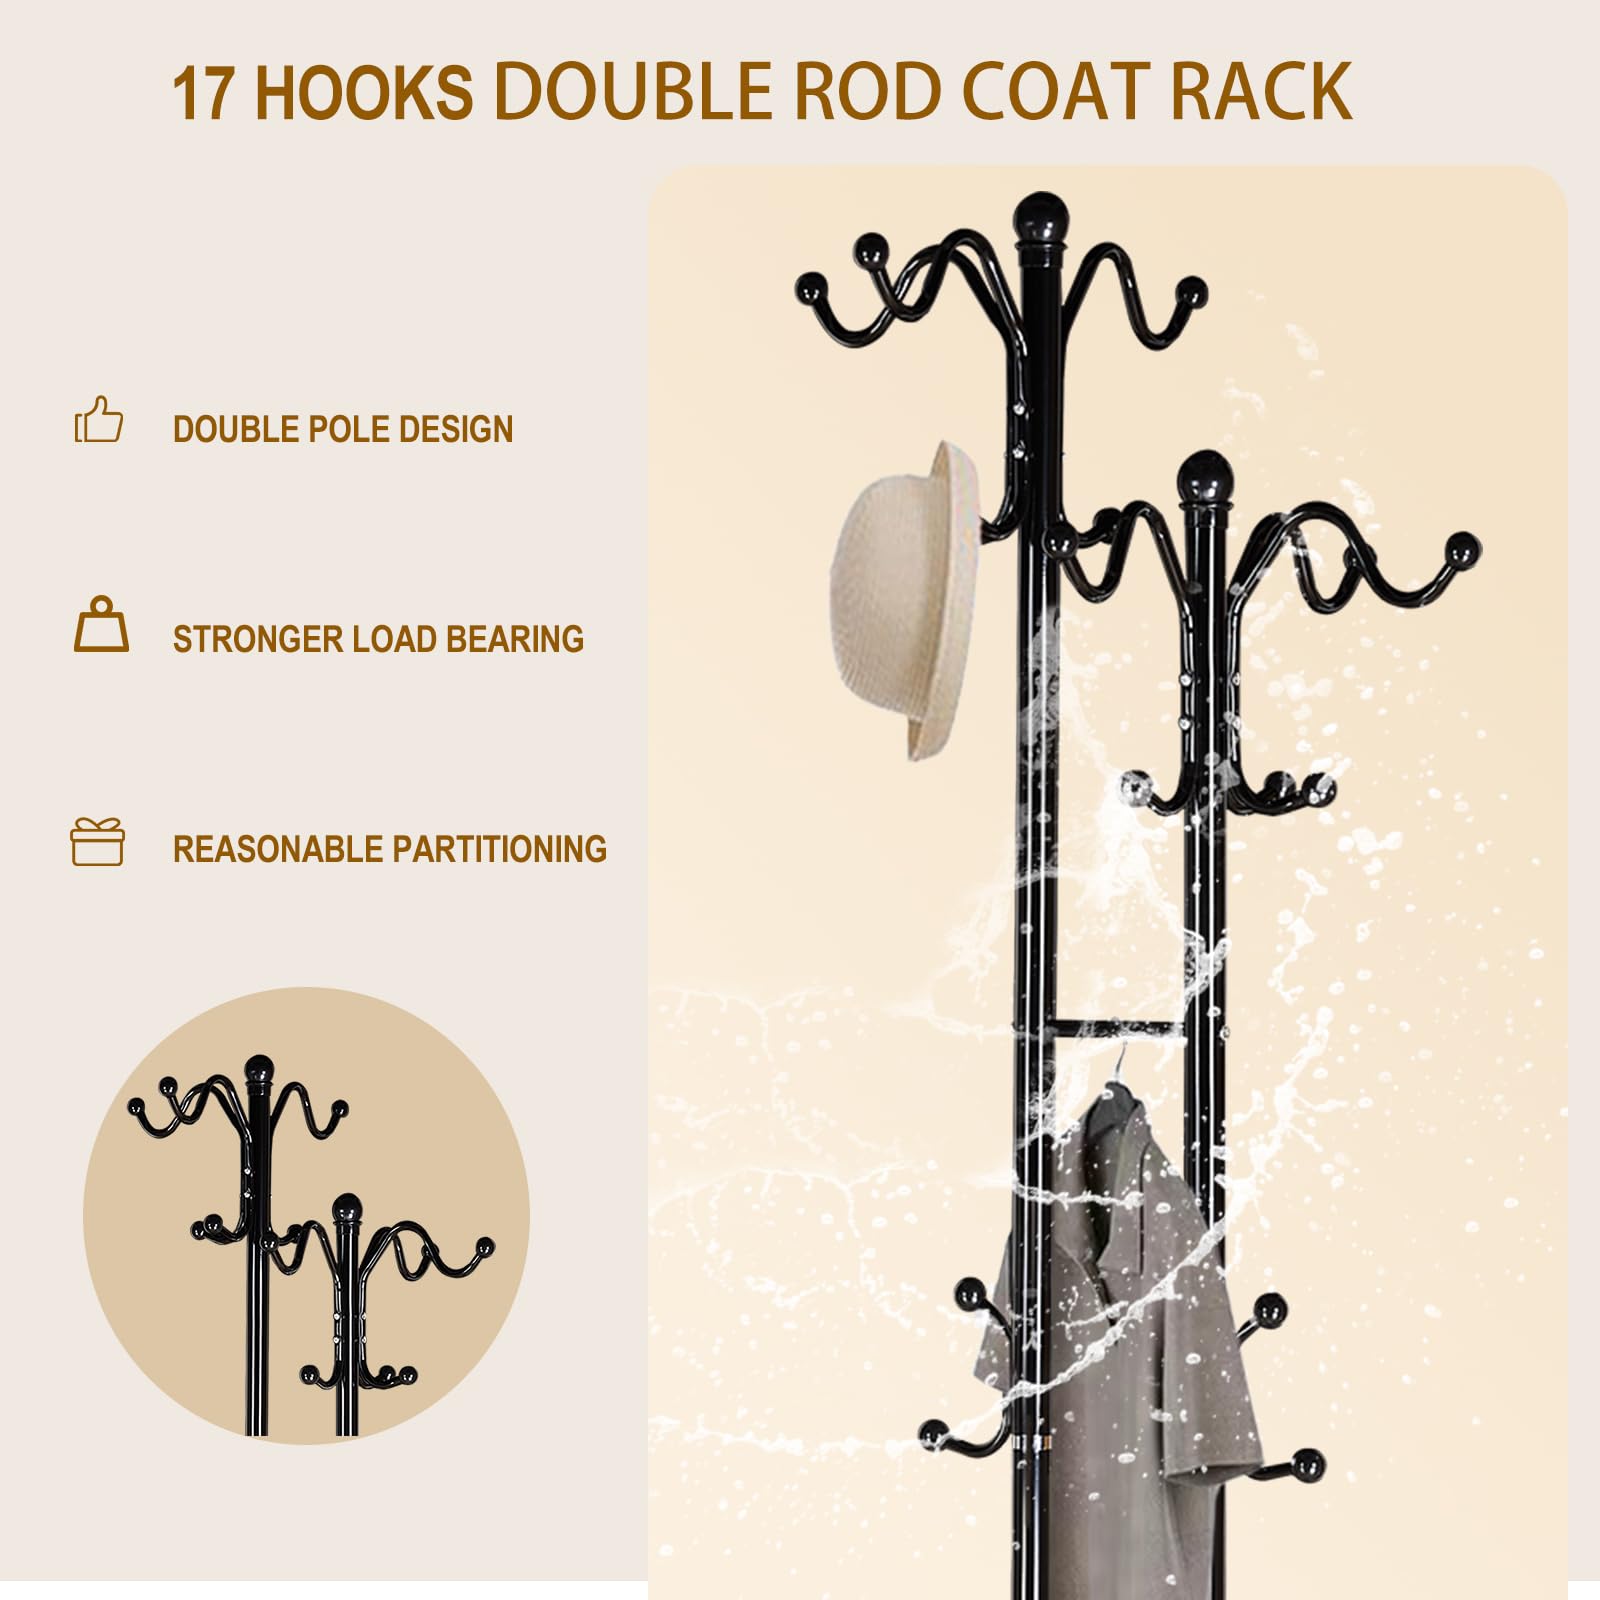 17 HOOKS DOUBLE ROD COAT RACK
DOUBLE POLE DESIGN
STRONGER LOAD BEARING
REASONABLE PARTITIONING